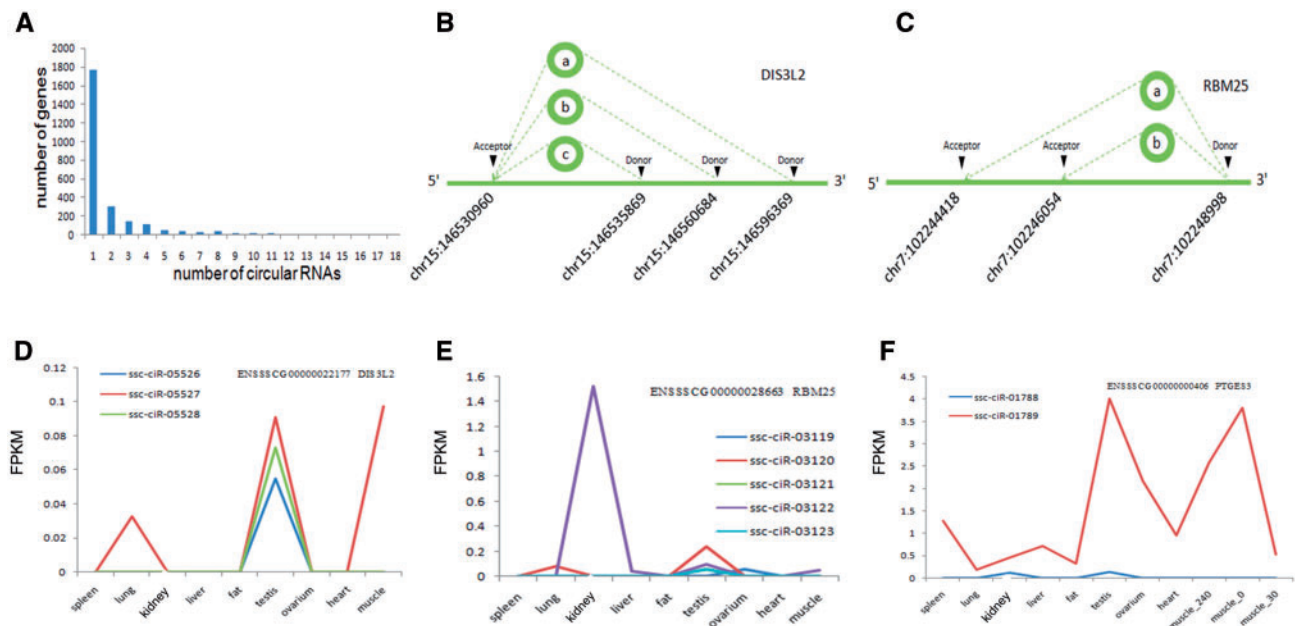 A
number of genes
2000
1800
1600
1400
1200
1000
800
600
400
200
0
1 2 3 4 5 6 7 8 9 10 11 12 13 14 15 16 17 18
number of circular RNAs
B
DIS3L2
a
b
c
Acceptor
Donor
Donor
Donor
5'
3'
chr15:146530960
chr15:146535869
chr15:146560684
chr15:146596369
C
RBM25
a
b
Acceptor
Acceptor
Donor
5'
3'
chr7:102244418
chr7:102246054
chr7:102248998
D
FPKM
0.12
0.1
0.08
0.06
0.04
0.02
0
ssc-ciR-05526
ssc-ciR-05527
ssc-ciR-05528
ENSSSCG00000022177 DIS3L2
spleen
lung
kidney
liver
fat
testis
ovarium
heart
muscle
E
FPKM
1.6
1.4
1.2
1
0.8
0.6
0.4
0.2
0
ENSSSCG00000028663 RBM25
ssc-ciR-03119
ssc-ciR-03120
ssc-ciR-03121
ssc-ciR-03122
ssc-ciR-03123
spleen
lung
kidney
liver
fat
testis
ovarium
heart
muscle
F
FPKM
4.5
4
3.5
3
2.5
2
1.5
1
0.5
0
ssc-ciR-01788
ssc-ciR-01789
ENSSSCG00000000406 PTGES3
spleen
lung
kidney
liver
fat
testis
ovarium
heart
muscle_240
muscle_0
muscle_30